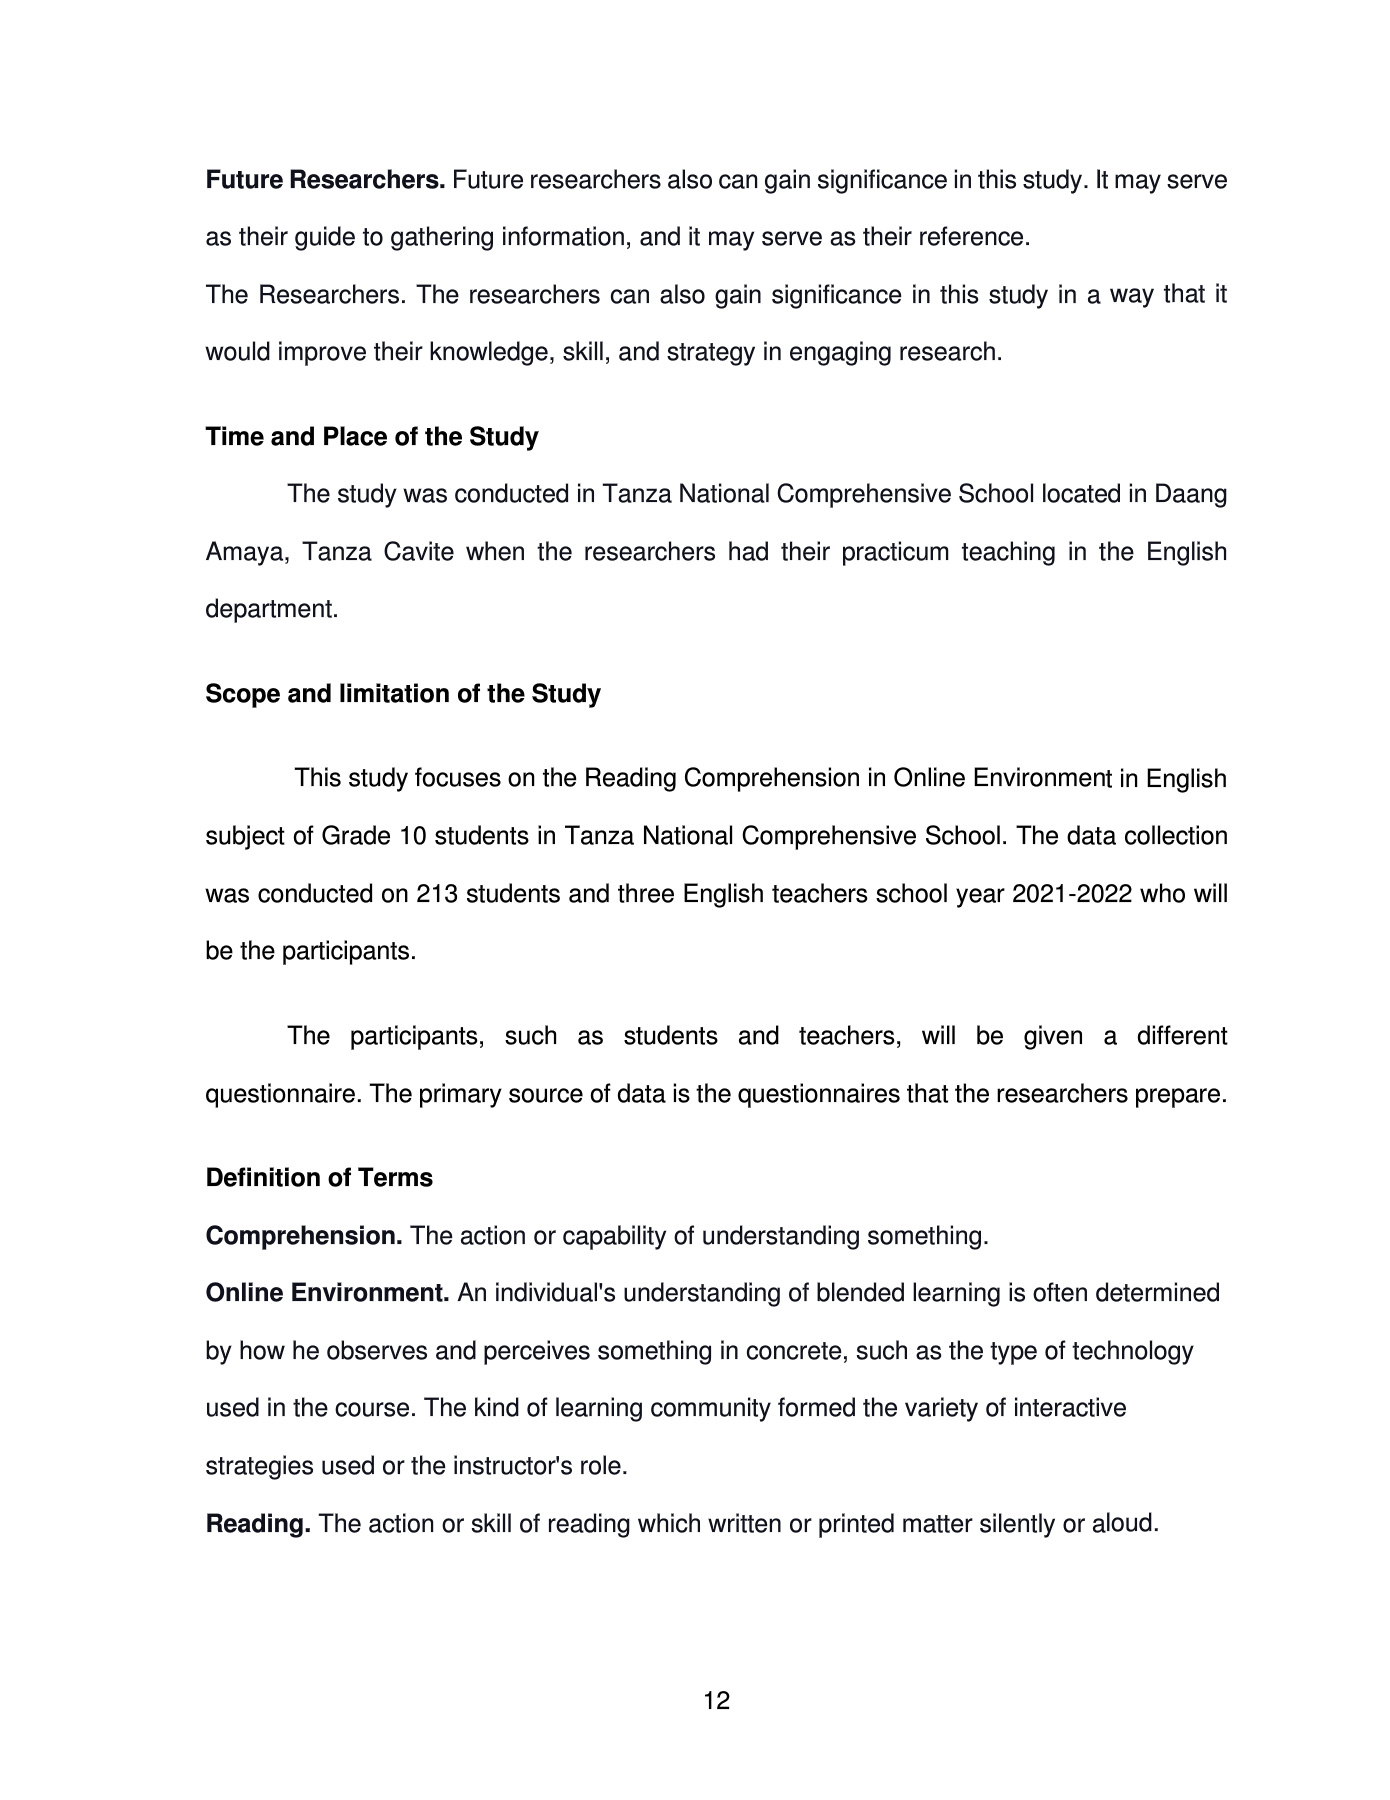 Future Researchers. Future researchers also can gain significance in this study. It may serve
as their guide to gathering information, and it may serve as their reference.
The Researchers. The researchers can also gain significance in this study in a way that it
would improve their knowledge, skill, and strategy in engaging research.
Time and Place of the Study
The study was conducted in Tanza National Comprehensive School located in Daang
Amaya, Tanza Cavite when the researchers had their practicum teaching in the English
department.
Scope and limitation of the Study
This study focuses on the Reading Comprehension in Online Environment in English
subject of Grade 10 students in Tanza National Comprehensive School. The data collection
was conducted on 213 students and three English teachers school year 2021-2022 who will
be the participants.
The participants, such as students and teachers, will be given a different
questionnaire. The primary source of data is the questionnaires that the researchers prepare.
Definition of Terms
Comprehension. The action or capability of understanding something.
Online Environment. An individual's understanding of blended learning is often determined
by how he observes and perceives something in concrete, such as the type of technology
used in the course. The kind of learning community formed the variety of interactive
strategies used or the instructor's role.
Reading. The action or skill of reading which written or printed matter silently or aloud.
12